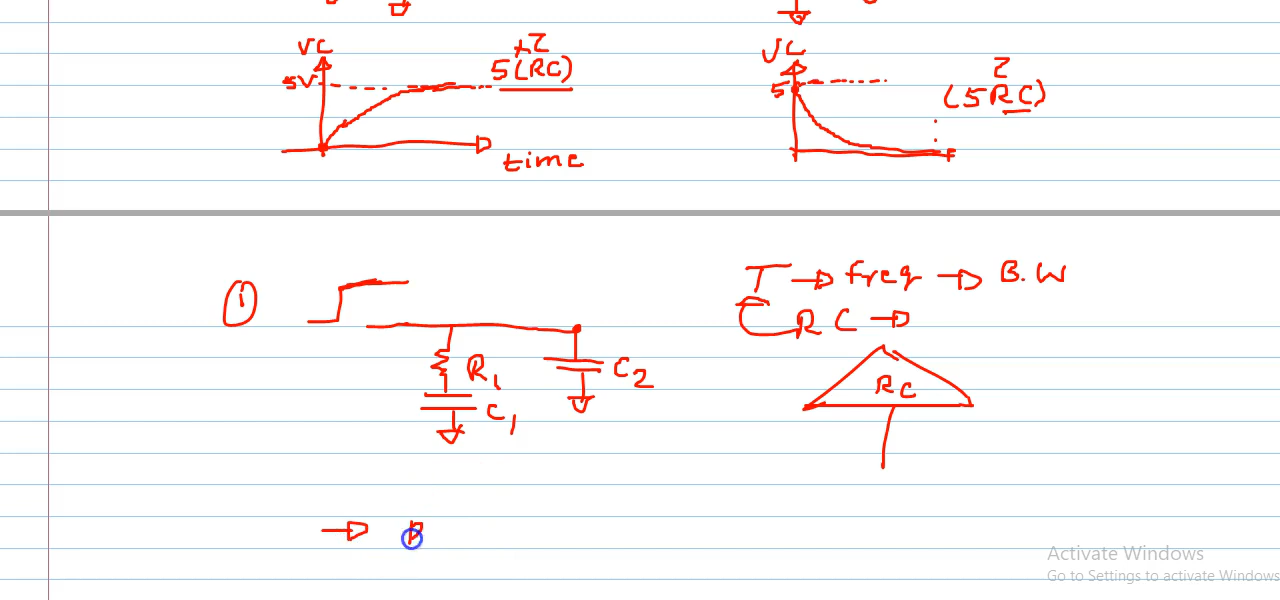 VC
5V
τ
5(RC)
time
VC
5
τ
(5RC)
1
R1
C1
C2
T → freq → B.W
RC →
RC
→
Activate Windows
Go to Settings to activate Windows